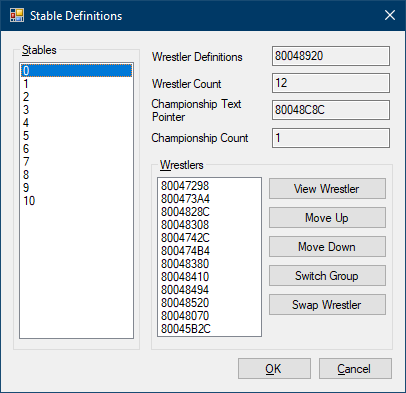 Stable Definitions
Stables
0
1
2
3
4
5
6
7
8
9
10
Wrestler Definitions
80048920
Wrestler Count
12
Championship Text
Pointer
80048C8C
Championship Count
1
Wrestlers
80047298
800473A4
8004828C
80048308
8004742C
800474B4
80048380
80048410
80048494
80048520
80048070
80045B2C
View Wrestler
Move Up
Move Down
Switch Group
Swap Wrestler
OK
Cancel